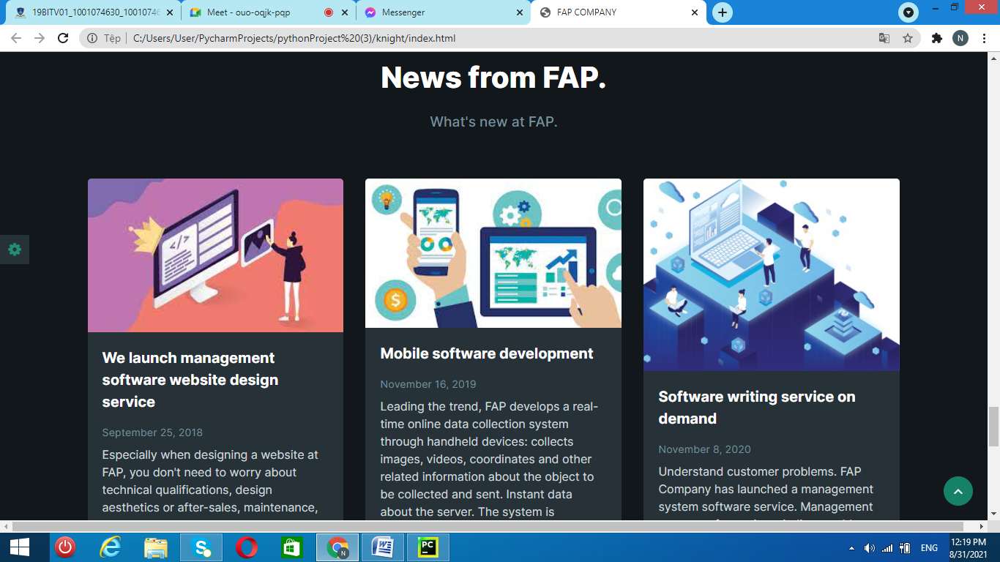 19BITV01_1001074630_1001074
Meet - ouo-oqjk-pqp
Messenger
FAP COMPANY
Tệp
C:/Users/User/PycharmProjects/pythonProject%20(3)/knight/index.html
N
News from FAP.
What's new at FAP.
</>
$
We launch management
software website design
service
September 25, 2018
Especially when designing a website at
FAP, you don't need to worry about
technical qualifications, design
aesthetics or after-sales, maintenance,
Mobile software development
November 16, 2019
Leading the trend, FAP develops a real-
time online data collection system
through handheld devices: collects
images, videos, coordinates and other
related information about the object to
be collected and sent. Instant data
about the server. The system is
Software writing service on
demand
November 8, 2020
Understand customer problems. FAP
Company has launched a management
system software service. Management
N
PC
ENG
12:19 PM
8/31/2021